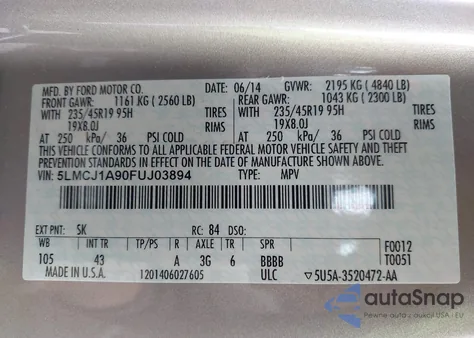 MFD. BY FORD MOTOR CO.
DATE: 06/14 GVWR: 2195 KG ( 4840 LB)
FRONT GAWR: 1161 KG ( 2560 LB) REAR GAWR: 1043 KG ( 2300 LB)
WITH 235/45R19 95H TIRES WITH 235/45R19 95H TIRES
19X8.0J RIMS 19X8.0J RIMS
AT 250 kPa/ 36 PSI COLD AT 250 kPa/ 36 PSI COLD
THIS VEHICLE CONFORMS TO ALL APPLICABLE FEDERAL MOTOR VEHICLE SAFETY AND THEFT PREVENTION STANDARDS IN EFFECT ON THE DATE OF MANUFACTURE SHOWN ABOVE.
VIN: 5LMCJ1A90FUJ03894 TYPE: MPV
EXT PNT: SK RC: 84 DSO:
WB INT TR TP/PS R AXLE TR SPR F0012
105 43 A 3G 6 BBBB T0051
MADE IN U.S.A. 1201406027605 ULC ▽5U5A-3520472-AA
autoSnap
Pewne auto z USA i EU